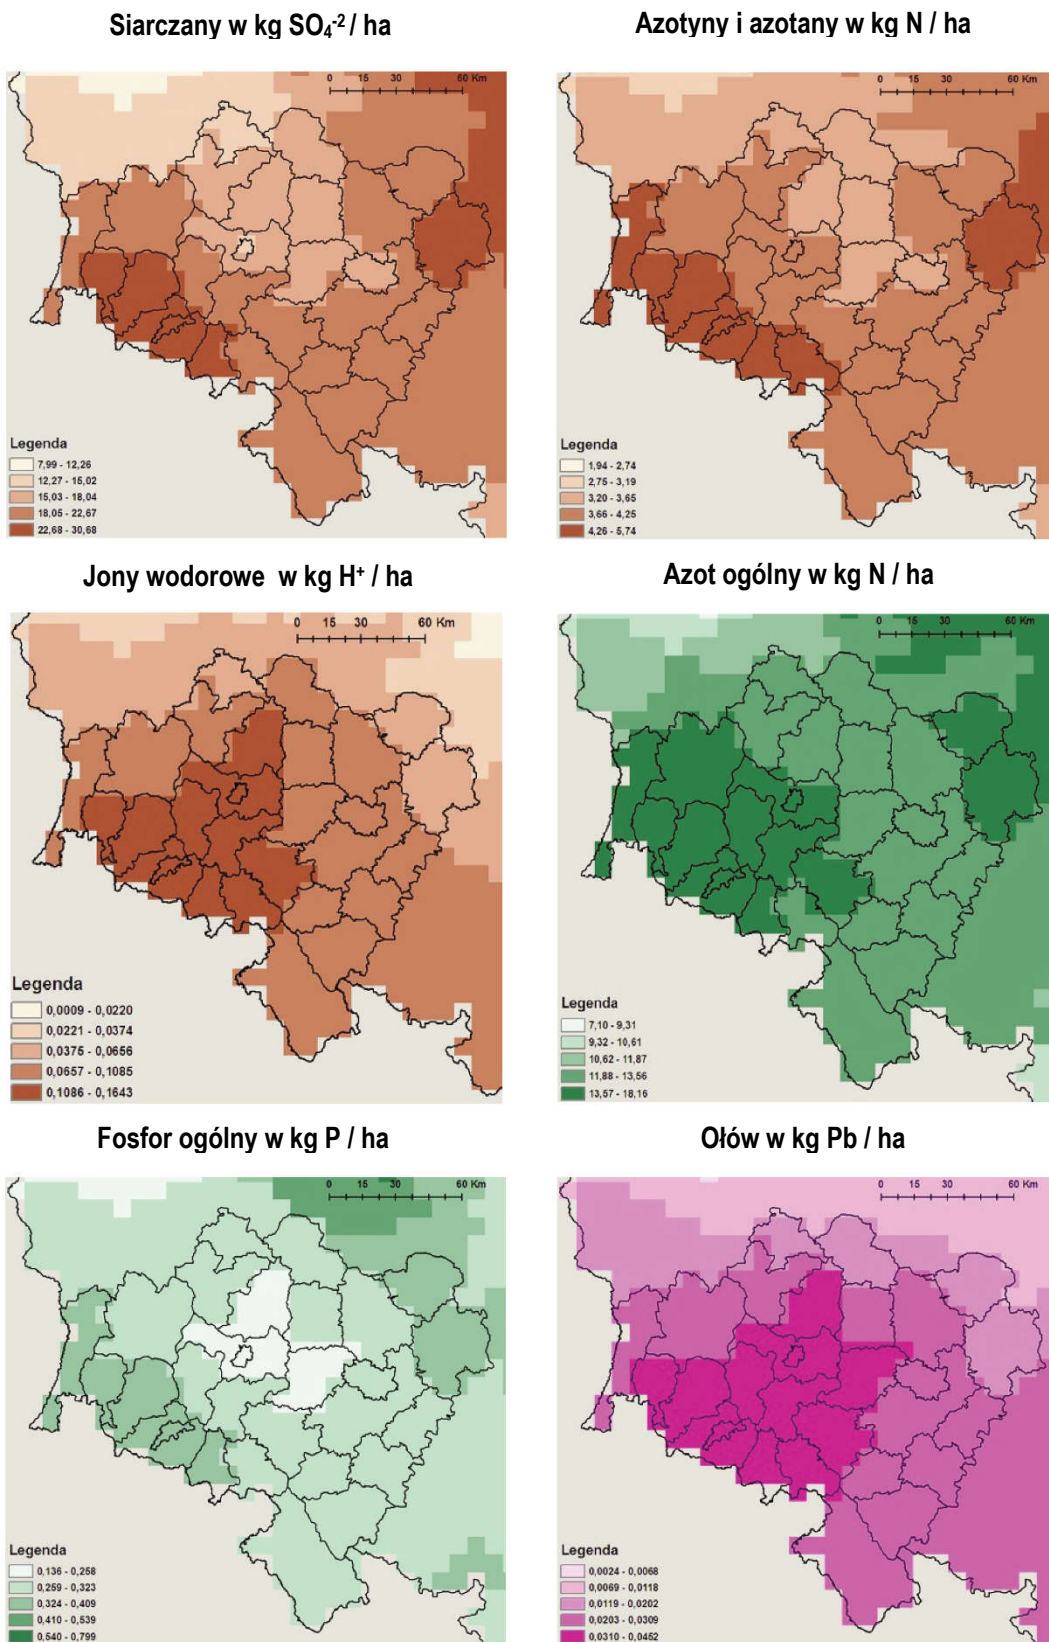 Siarczany w kg SO₄⁻² / ha
Azotyny i azotany w kg N / ha
0 15 30 60 Km
Legenda
7,99 - 12,26
12,27 - 15,02
15,03 - 18,04
18,05 - 22,67
22,68 - 30,68
0 15 30 60 Km
Legenda
1,94 - 2,74
2,75 - 3,19
3,20 - 3,65
3,66 - 4,25
4,26 - 5,74
Jony wodorowe w kg H⁺ / ha
Azot ogólny w kg N / ha
0 15 30 60 Km
Legenda
0,0009 - 0,0220
0,0221 - 0,0374
0,0375 - 0,0656
0,0657 - 0,1085
0,1086 - 0,1643
0 15 30 60 Km
Legenda
7,10 - 9,31
9,32 - 10,61
10,62 - 11,87
11,88 - 13,56
13,57 - 18,16
Fosfor ogólny w kg P / ha
Ołów w kg Pb / ha
0 15 30 60 Km
Legenda
0,136 - 0,258
0,259 - 0,323
0,324 - 0,409
0,410 - 0,539
0,540 - 0,799
0 15 30 60 Km
Legenda
0,0024 - 0,0068
0,0069 - 0,0118
0,0119 - 0,0202
0,0203 - 0,0309
0,0310 - 0,0452